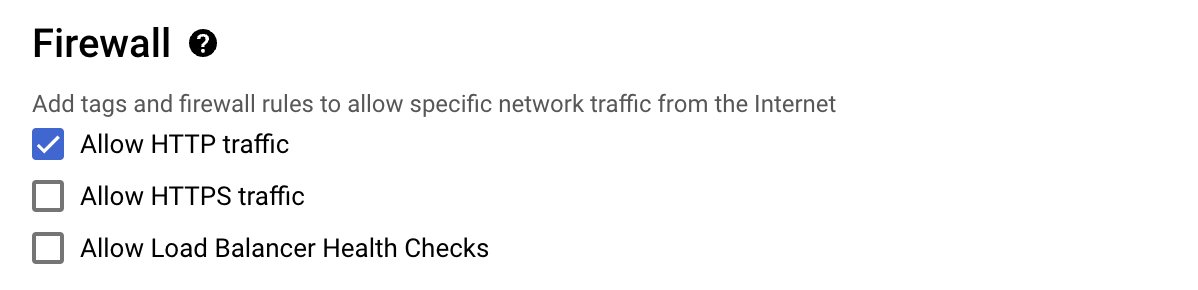 Firewall ?
Add tags and firewall rules to allow specific network traffic from the Internet
Allow HTTP traffic
Allow HTTPS traffic
Allow Load Balancer Health Checks